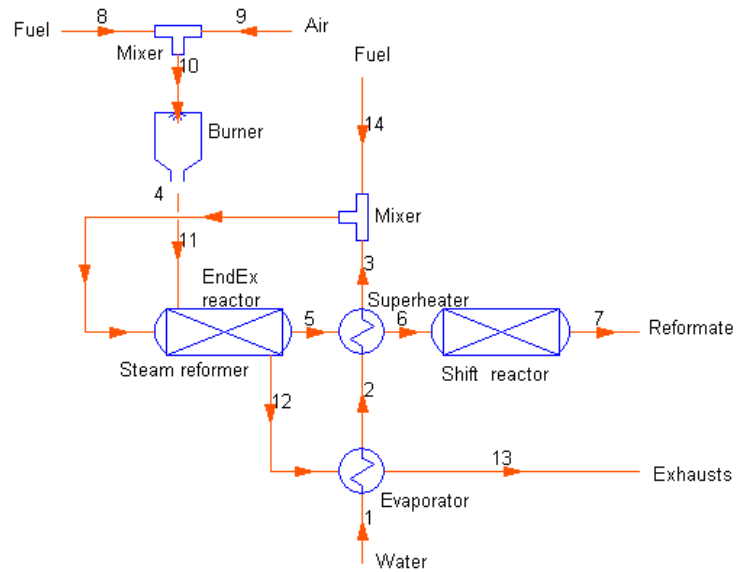 8
9
Fuel
Air
Mixer
10
Fuel
14
Burner
4
Mixer
11
3
EndEx
reactor
Superheater
5
6
7
Reformate
Steam reformer
Shift reactor
12
2
13
Exhausts
Evaporator
1
Water